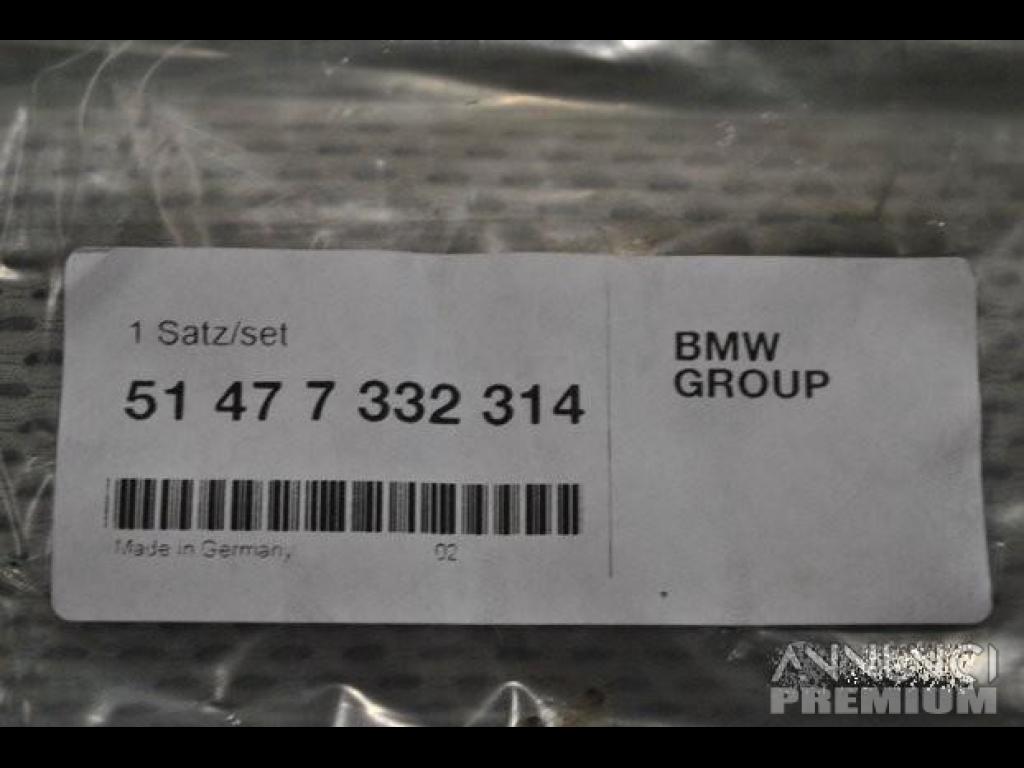 1 Satz/set
51 47 7 332 314
Made in Germany
02
BMW
GROUP
ANNUNCI
PREMIUM